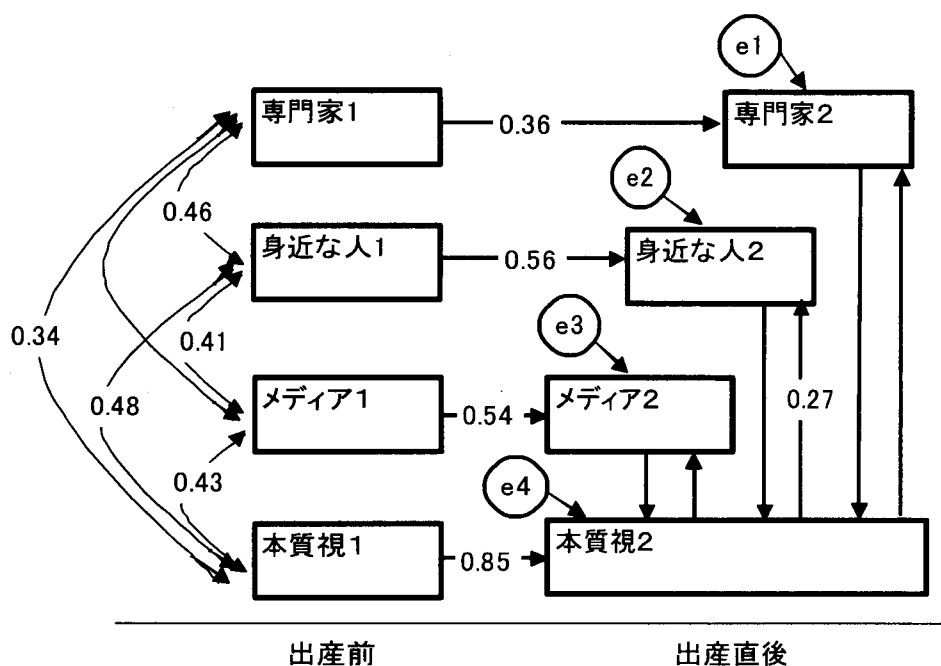 e1
専門家1
0.36
専門家2
e2
0.46
身近な人1
0.56
身近な人2
e3
0.34
0.41
メディア1
0.54
メディア2
0.27
0.48
0.43
e4
本質視1
0.85
本質視2
出産前
出産直後